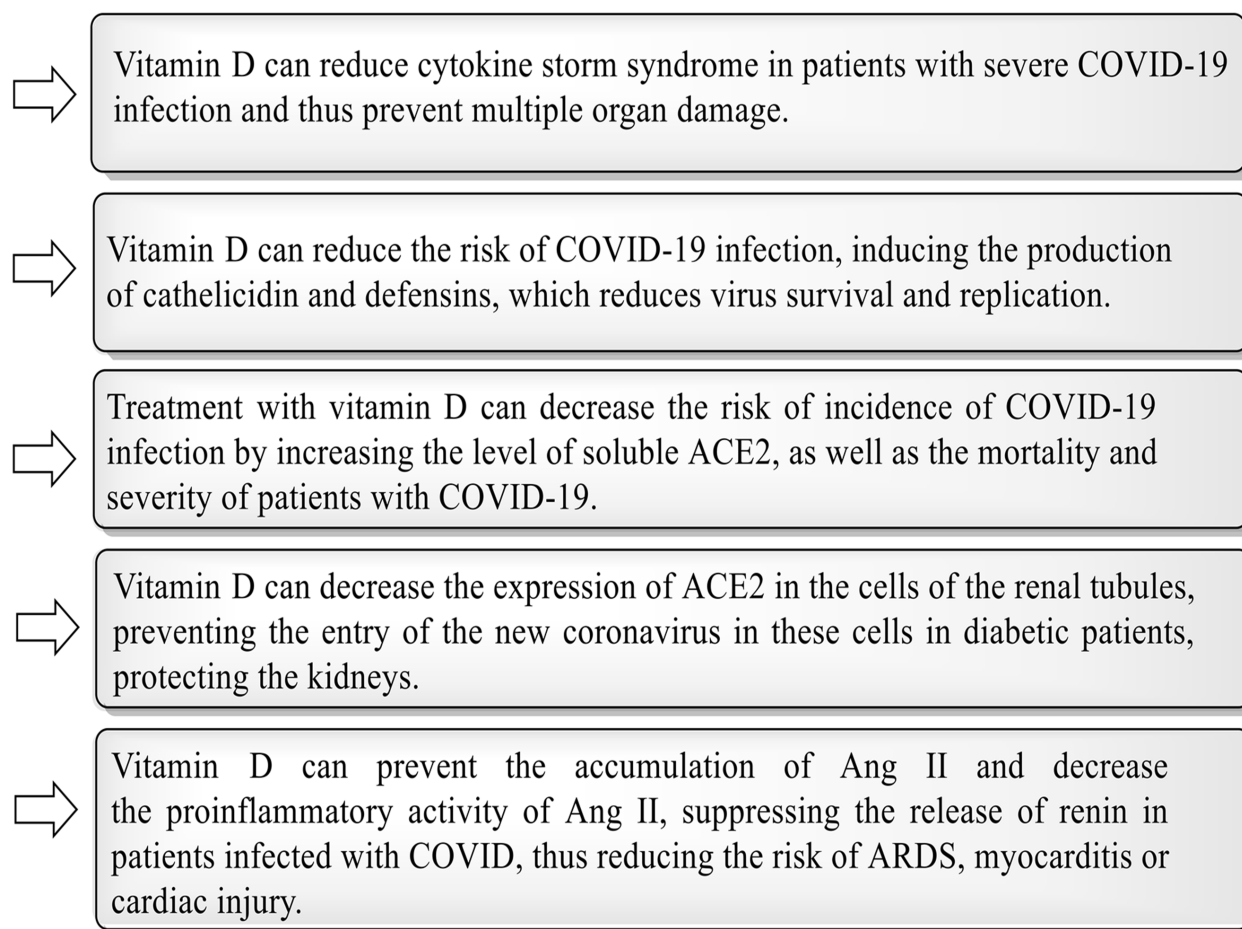 Vitamin D can reduce cytokine storm syndrome in patients with severe COVID-19
infection and thus prevent multiple organ damage.
Vitamin D can reduce the risk of COVID-19 infection, inducing the production
of cathelicidin and defensins, which reduces virus survival and replication.
Treatment with vitamin D can decrease the risk of incidence of COVID-19
infection by increasing the level of soluble ACE2, as well as the mortality and
severity of patients with COVID-19.
Vitamin D can decrease the expression of ACE2 in the cells of the renal tubules,
preventing the entry of the new coronavirus in these cells in diabetic patients,
protecting the kidneys.
Vitamin D can prevent the accumulation of Ang II and decrease
the proinflammatory activity of Ang II, suppressing the release of renin in
patients infected with COVID, thus reducing the risk of ARDS, myocarditis or
cardiac injury.